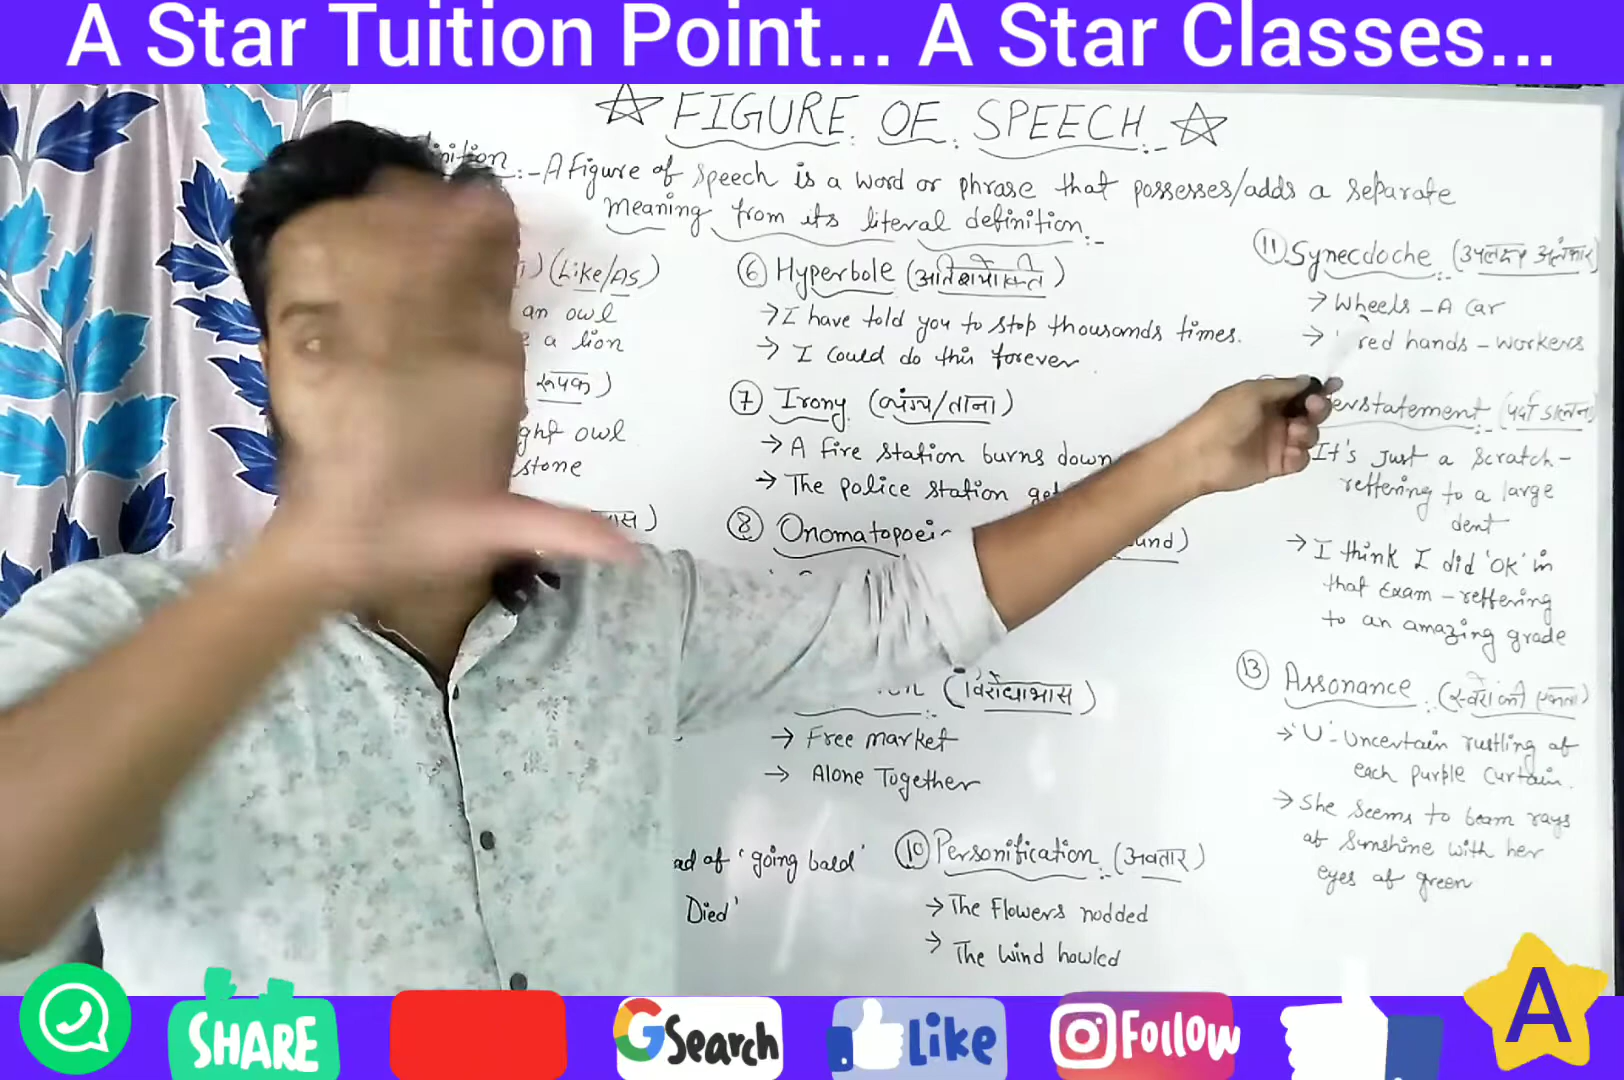 A Star Tuition Point... A Star Classes...
☆ FIGURE OF SPEECH ☆
:-A Figure of Speech is a word or phrase that possesses/adds a separate
meaning from its literal definition.:-
(Like/As)
an owl
a lion
(रूपक)
owl
stone
⑥ Hyperbole (अतिशयोक्ति)
→ I have told you to stop thousands times.
→ I could do this forever
⑦ Irony (व्यंग्य/ताना)
→ A fire station burns down
→ The police station
⑧
→ Free market
→ Alone Together
(विरोधाभास)
of 'going bald'
Died'
⑩ Personification (अवतार)
→ The Flowers nodded
→ The wind howled
⑪ Synecdoche
→ Wheels - A car
→ red hands - workers
It's Just a scratch -
reffering to a large
dent
→ I think I did 'OK' in
that Exam - reffering
to an amazing grade
⑬ Assonance
→ 'U'- Uncertain rustling of
each purple curtain.
→ She seems to beam rays
of sunshine with her
eyes of green
SHARE
Search
Like
Follow
A